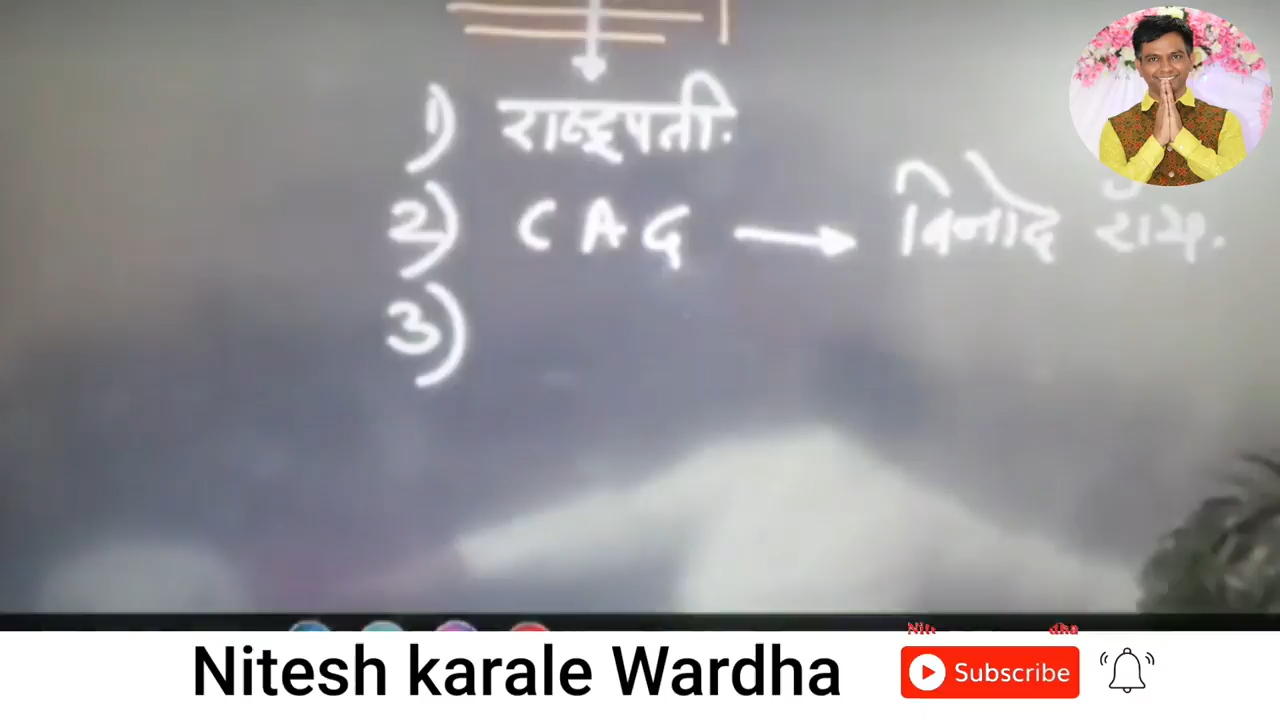 १) राष्ट्रपती.
२) CAG → विनोद राय.
३)
Nitesh karale Wardha
Subscribe